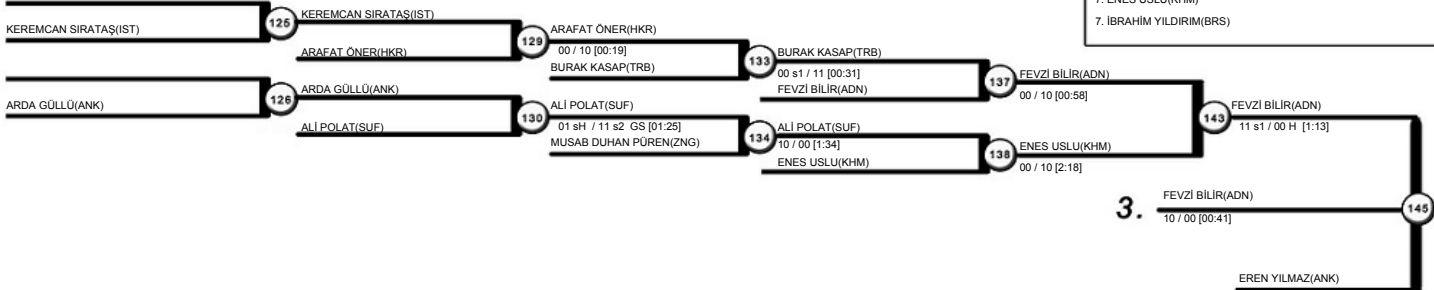 7. ENES USLU(KHM)
7. İBRAHİM YILDIRIM(BRS)
KEREMCAN SIRATAŞ(IST)
125
KEREMCAN SIRATAŞ(IST)
ARAFAT ÖNER(HKR)
129
ARAFAT ÖNER(HKR)
00 / 10 [00:19]
BURAK KASAP(TRB)
133
BURAK KASAP(TRB)
00 s1 / 11 [00:31]
FEVZİ BİLİR(ADN)
137
FEVZİ BİLİR(ADN)
00 / 10 [00:58]
ARDA GÜLLÜ(ANK)
126
ARDA GÜLLÜ(ANK)
ALİ POLAT(SUF)
130
ALİ POLAT(SUF)
01 sH / 11 s2 GS [01:25]
MUSAB DUHAN PÜREN(ZNG)
134
ALİ POLAT(SUF)
10 / 00 [1:34]
ENES USLU(KHM)
138
ENES USLU(KHM)
00 / 10 [2:18]
143
FEVZİ BİLİR(ADN)
11 s1 / 00 H [1:13]
3.
FEVZİ BİLİR(ADN)
10 / 00 [00:41]
145
EREN YILMAZ(ANK)